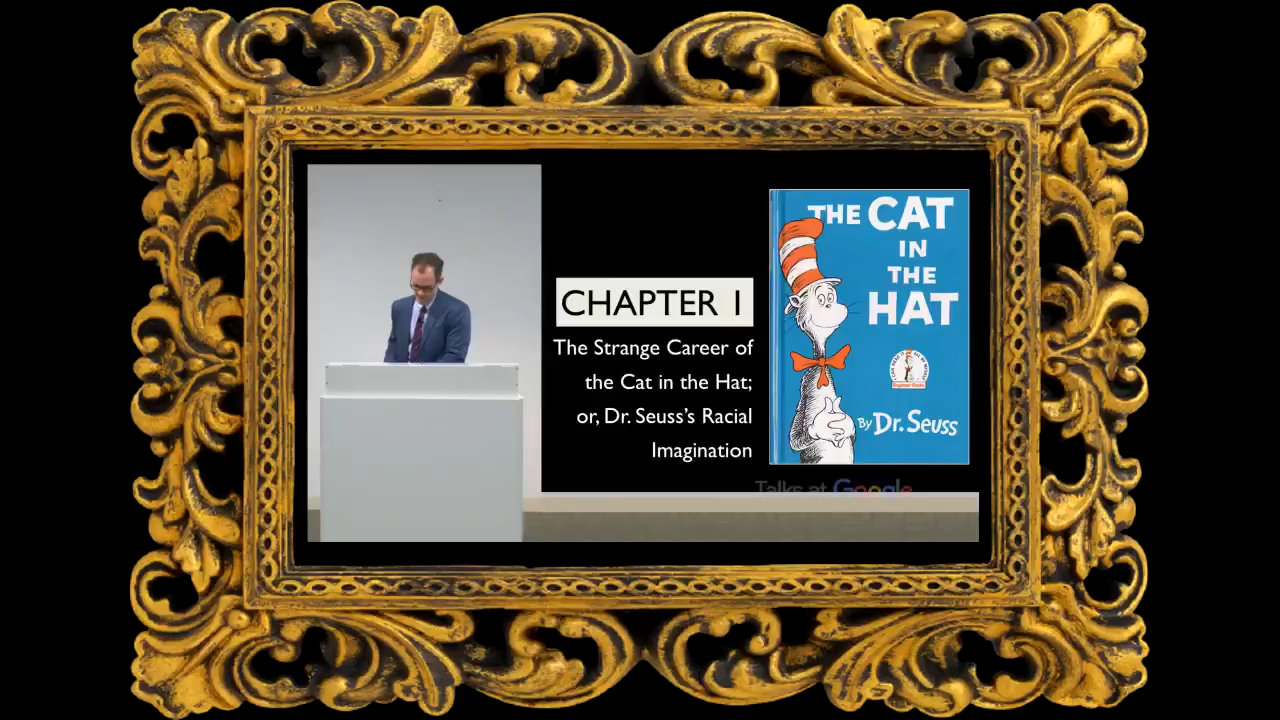 CHAPTER 1
The Strange Career of
the Cat in the Hat;
or, Dr. Seuss's Racial
Imagination
THE CAT
IN
THE
HAT
By Dr. Seuss
Talks at Google